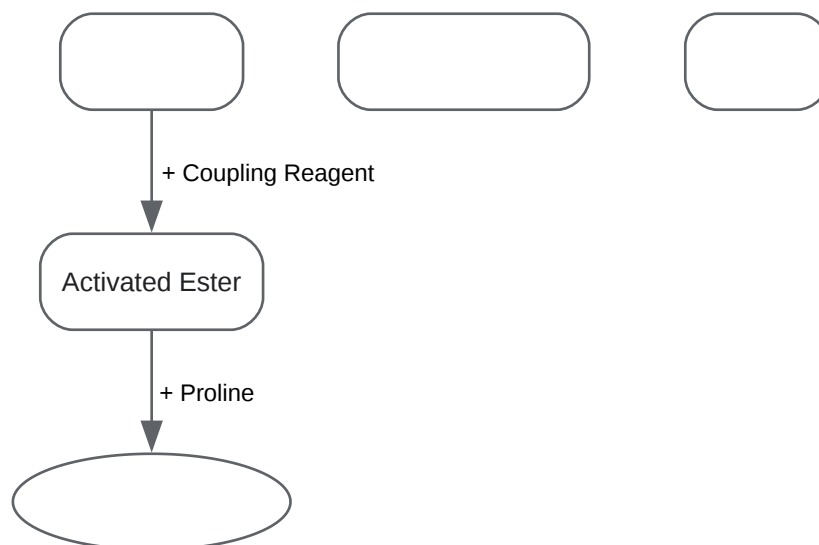 + Coupling Reagent
Activated Ester
+ Proline